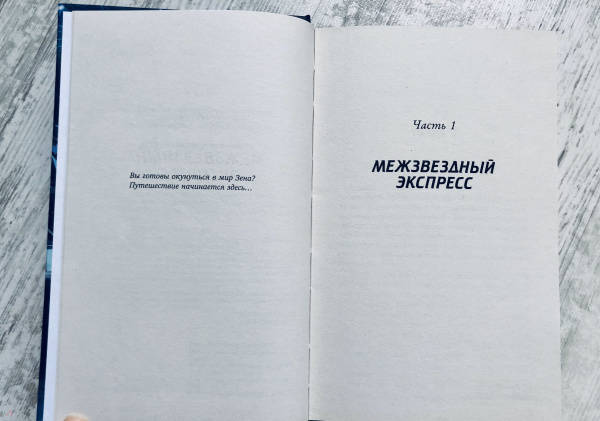 Вы готовы окунуться в мир Зена?
Путешествие начинается здесь...
Часть 1
МЕЖЗВЕЗДНЫЙ
ЭКСПРЕСС